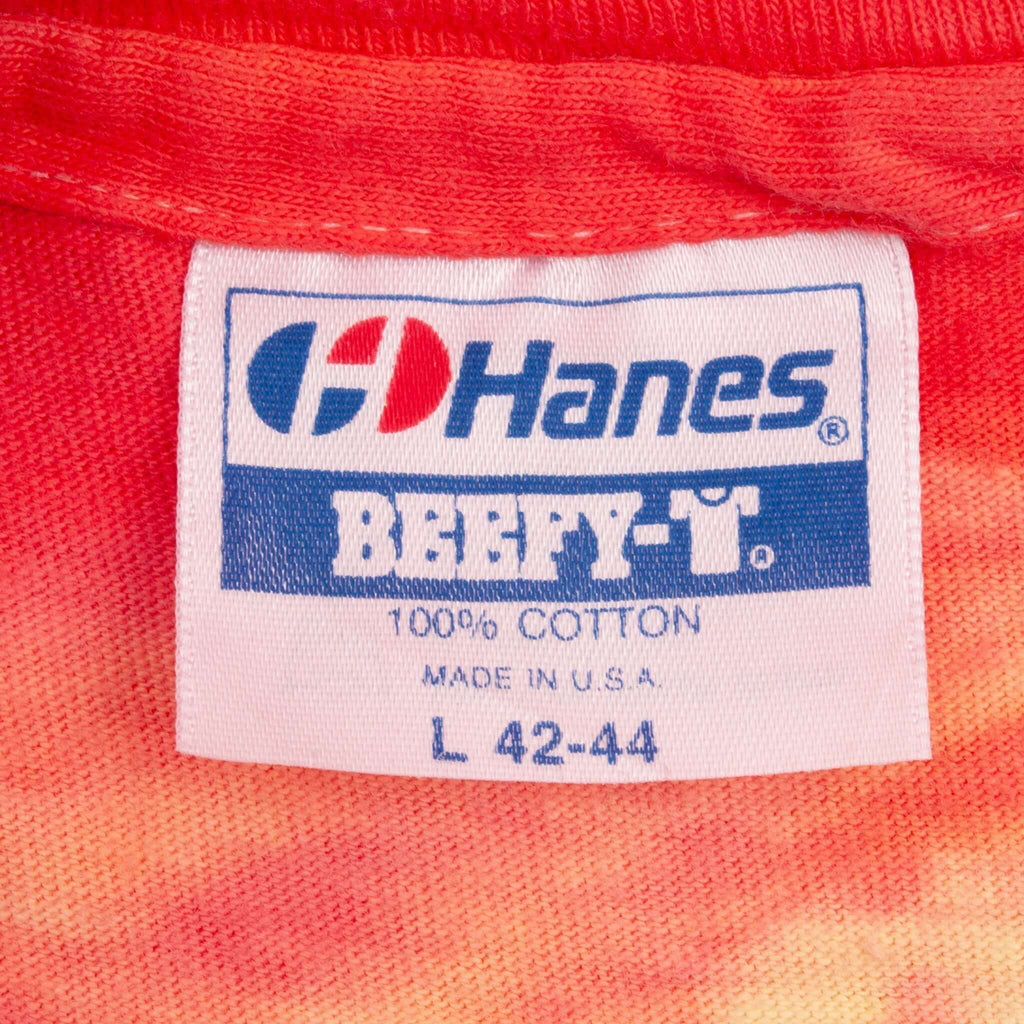 Hanes®
BEEFY-T®
100% COTTON
MADE IN U.S.A.
L 42-44